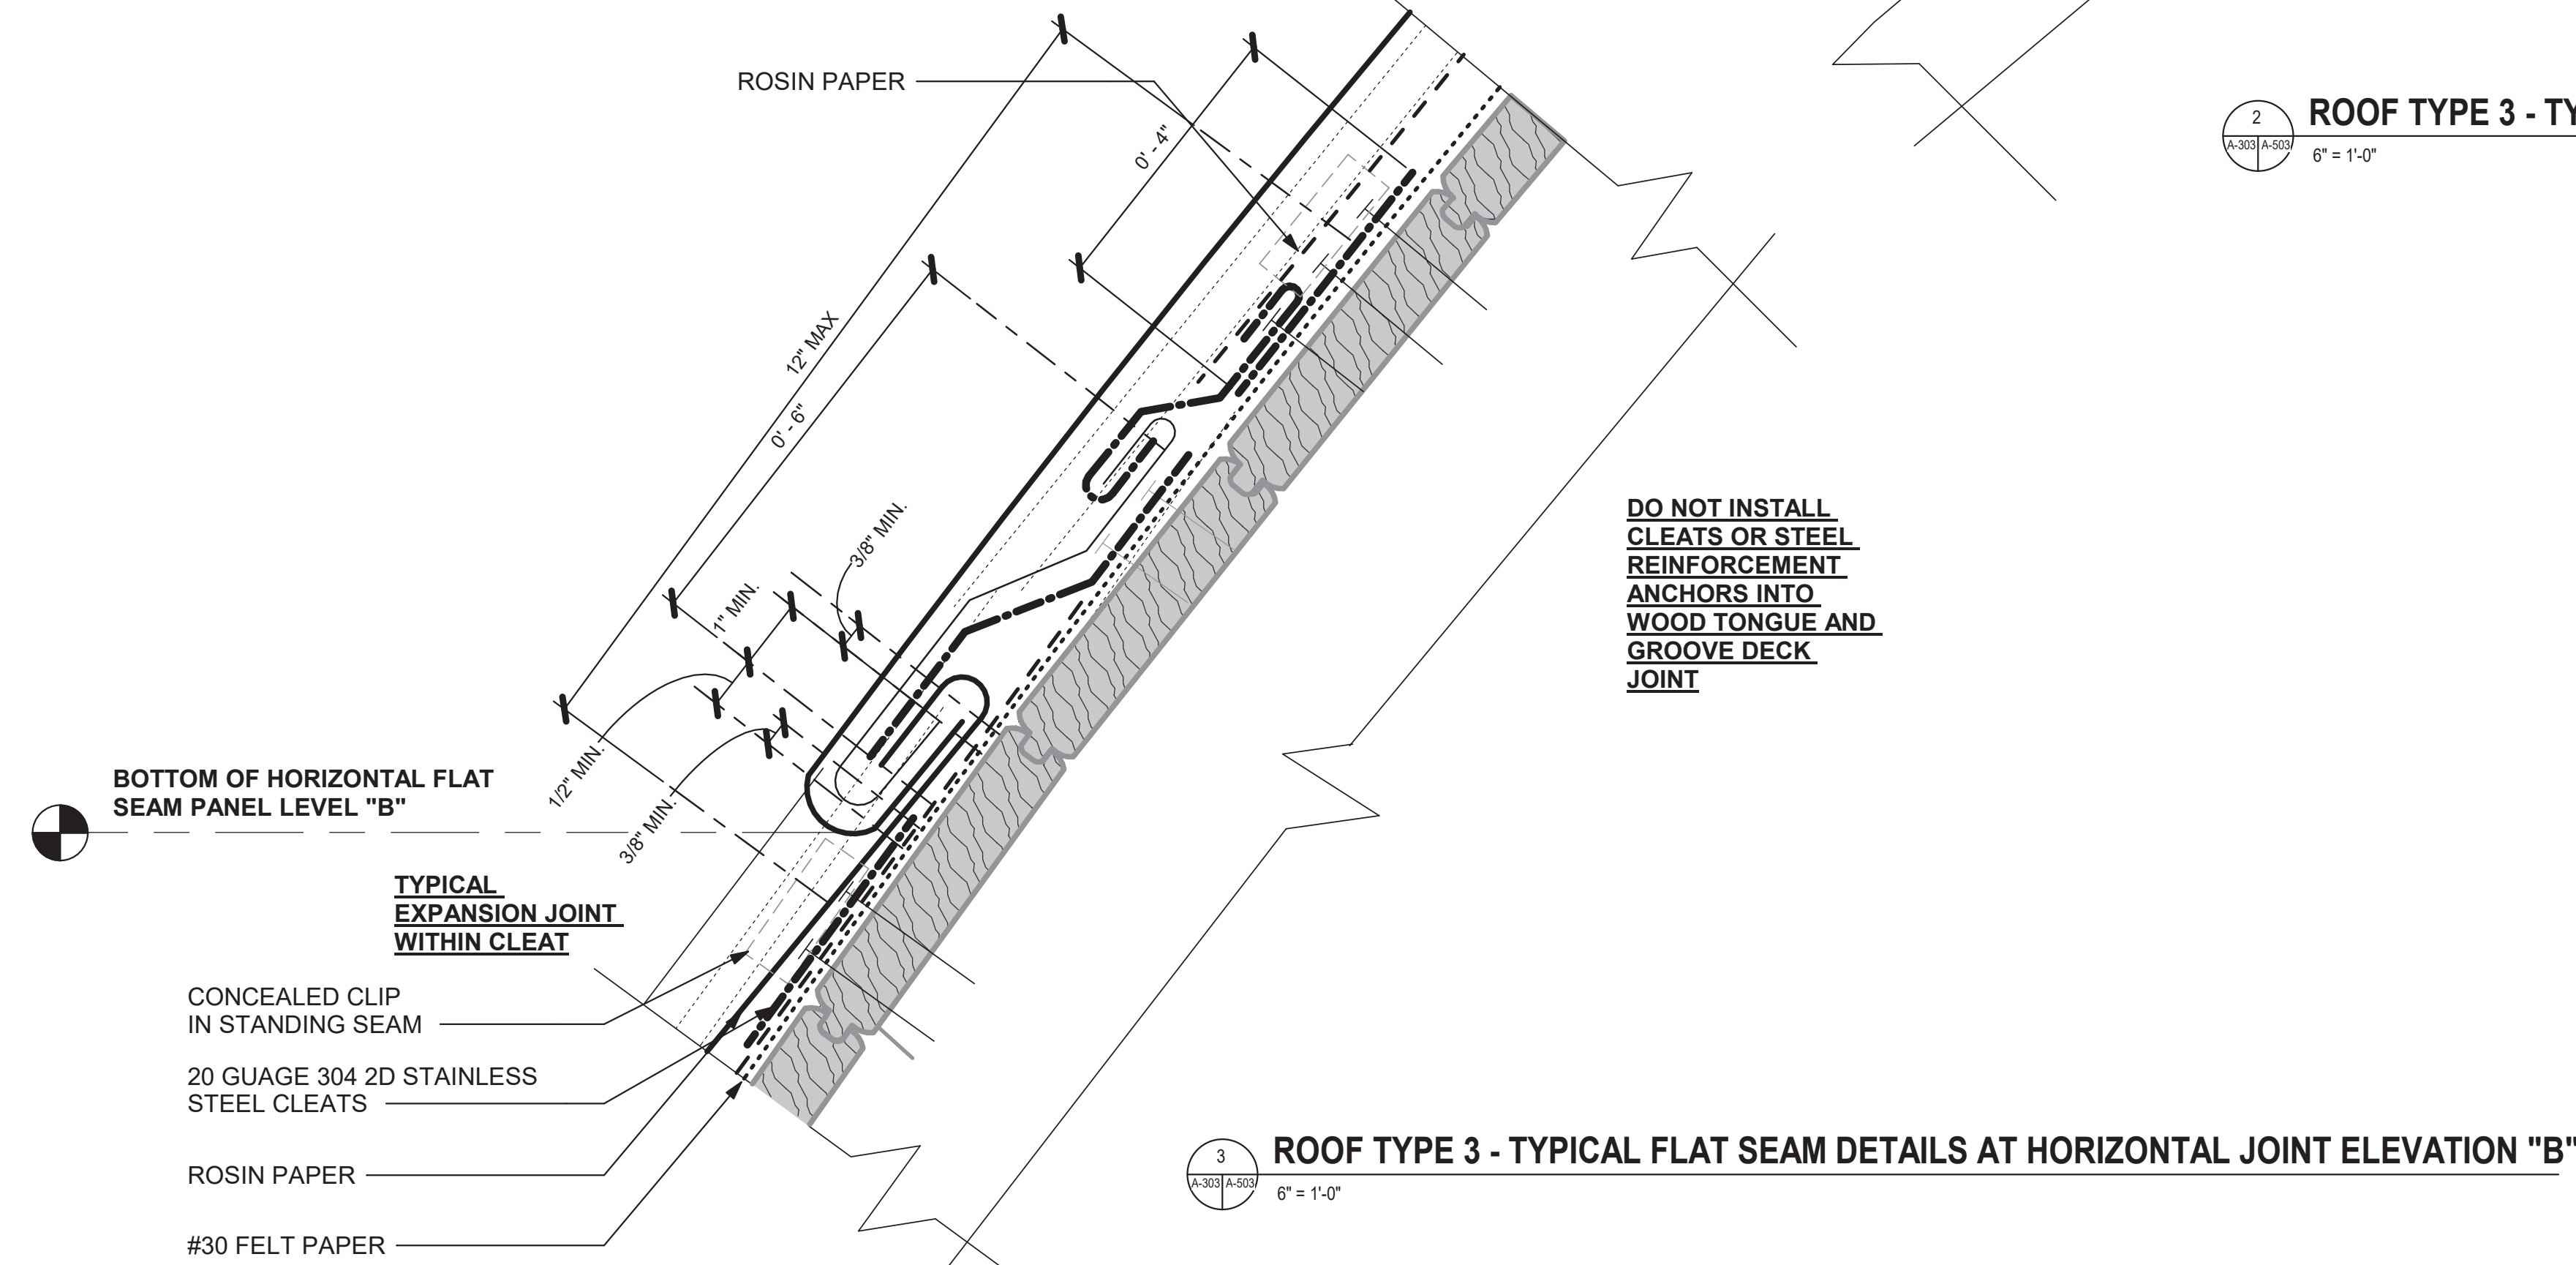 ROSIN PAPER
0' - 4"
12" MAX
0' - 6"
3/8" MIN.
1" MIN.
1/2" MIN.
3/8" MIN.
BOTTOM OF HORIZONTAL FLAT
SEAM PANEL LEVEL "B"
TYPICAL
EXPANSION JOINT
WITHIN CLEAT
CONCEALED CLIP
IN STANDING SEAM
20 GUAGE 304 2D STAINLESS
STEEL CLEATS
ROSIN PAPER
#30 FELT PAPER
DO NOT INSTALL
CLEATS OR STEEL
REINFORCEMENT
ANCHORS INTO
WOOD TONGUE AND
GROOVE DECK
JOINT
2
A-303 A-503
ROOF TYPE 3 - TY
6" = 1'-0"
3
A-303 A-503
ROOF TYPE 3 - TYPICAL FLAT SEAM DETAILS AT HORIZONTAL JOINT ELEVATION "B"
6" = 1'-0"